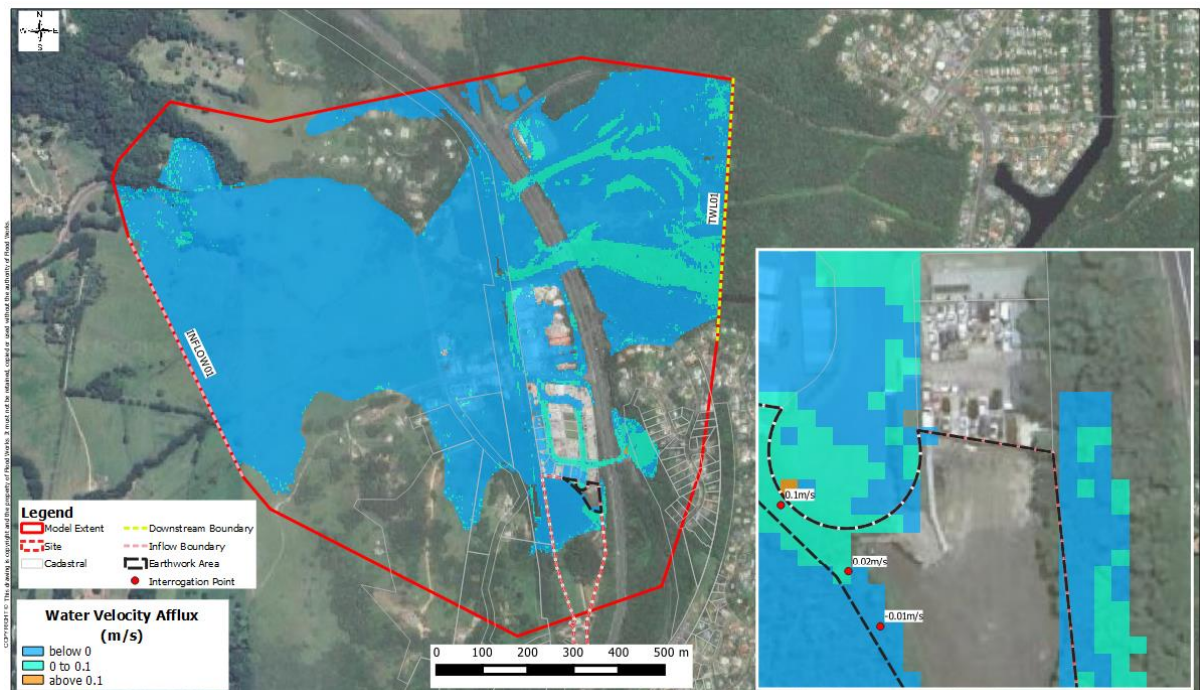 N
W
E
S
COPYRIGHT © This drawing is copyright and the property of Flood Works. It must not be retained, copied or used without the authority of Flood Works.
INFLOW01
TWL01
0.1m/s
0.02m/s
-0.01m/s
Legend
Model Extent
Downstream Boundary
Site
Inflow Boundary
Cadastral
Earthwork Area
Interrogation Point
Water Velocity Afflux
(m/s)
below 0
0 to 0.1
above 0.1
0 100 200 300 400 500 m